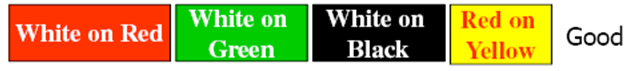 White on Red
White on
Green
White on
Black
Red on
Yellow
Good